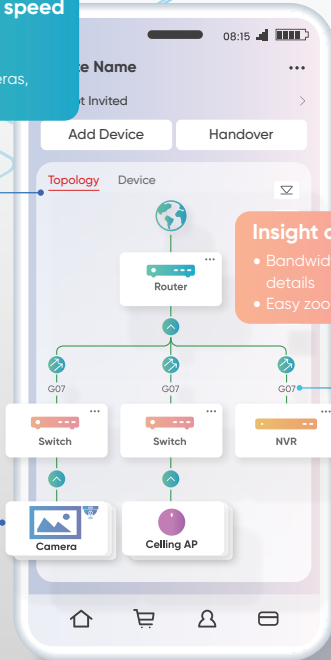 speed
08:15
e Name
eras,
t Invited
Add Device
Handover
Topology
Device
Insight
Bandwid
details
Easy zoo
Router
G07
G07
G07
Switch
Switch
NVR
Camera
Celling AP